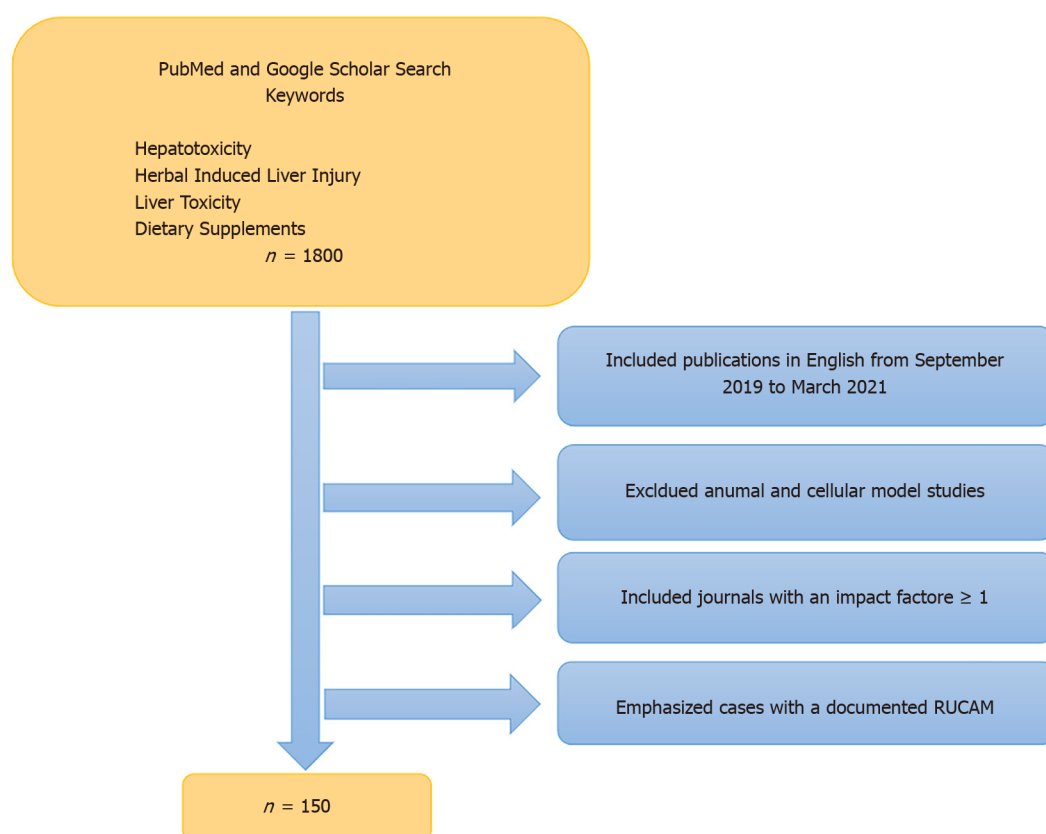 PubMed and Google Scholar Search
Keywords
Hepatotoxicity
Herbal Induced Liver Injury
Liver Toxicity
Dietary Supplements
n = 1800
Included publications in English from September
2019 to March 2021
Excldued anumal and cellular model studies
Included journals with an impact factore ≥ 1
Emphasized cases with a documented RUCAM
n = 150